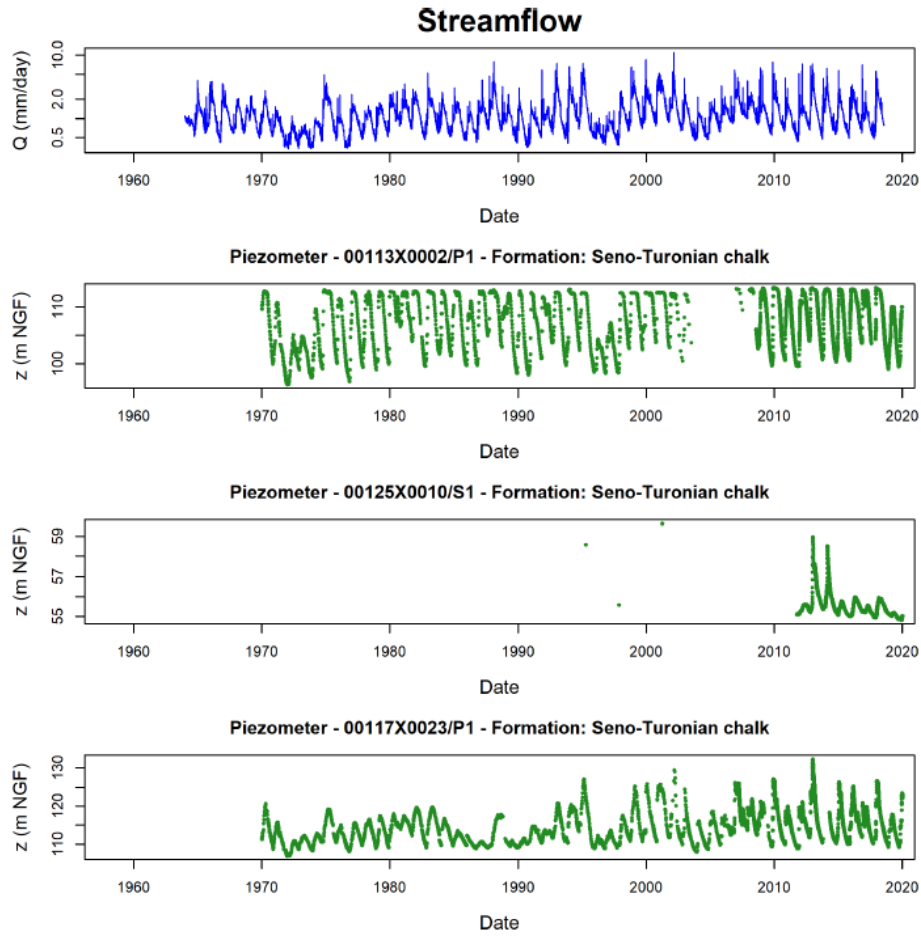 Streamflow
Q (mm/day)
10.0
2.0
0.5
1960 1970 1980 1990 2000 2010 2020
Date
Piezometer - 00113X0002/P1 - Formation: Seno-Turonian chalk
z (m NGF)
110
100
1960 1970 1980 1990 2000 2010 2020
Date
Piezometer - 00125X0010/S1 - Formation: Seno-Turonian chalk
z (m NGF)
59
57
55
1960 1970 1980 1990 2000 2010 2020
Date
Piezometer - 00117X0023/P1 - Formation: Seno-Turonian chalk
z (m NGF)
130
120
110
1960 1970 1980 1990 2000 2010 2020
Date